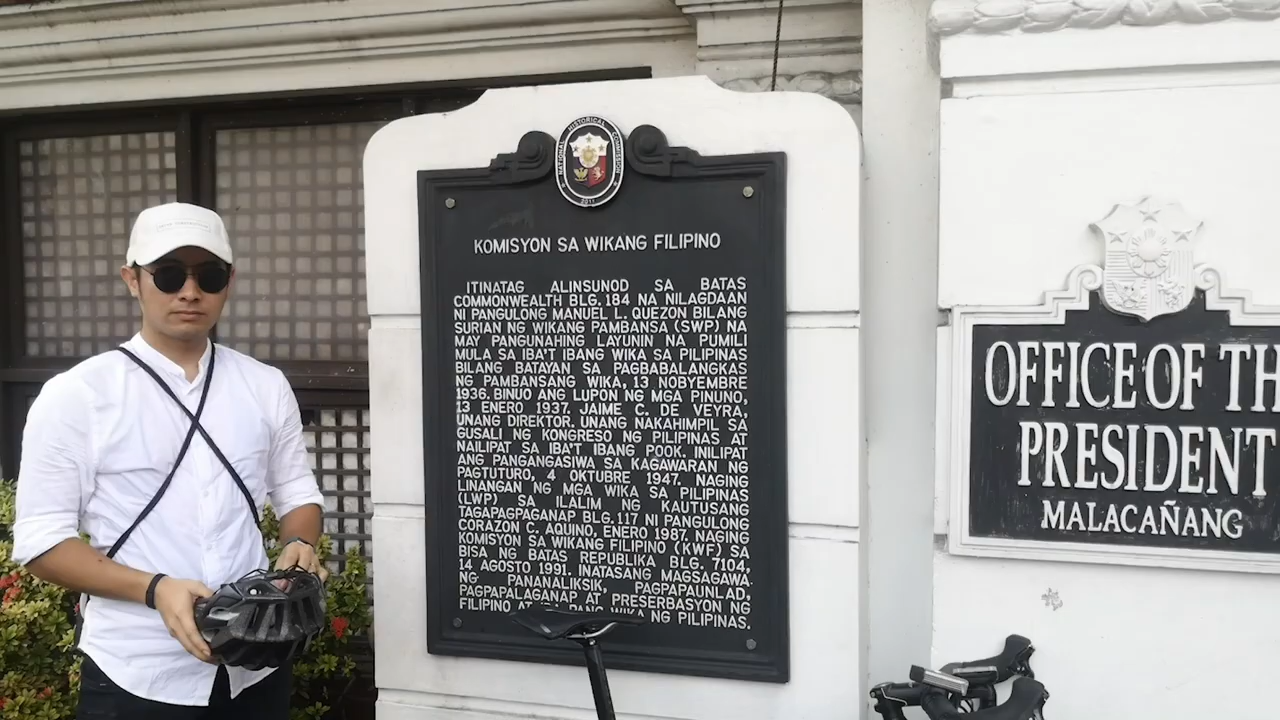 NATIONAL HISTORICAL COMMISSION
2011
KOMISYON SA WIKANG FILIPINO
ITINATAG ALINSUNOD SA BATAS
COMMONWEALTH BLG. 184 NA NILAGDAAN
NI PANGULONG MANUEL L. QUEZON BILANG
SURIAN NG WIKANG PAMBANSA (SWP) NA
MAY PANGUNAHING LAYUNIN NA PUMILI
MULA SA IBA'T IBANG WIKA SA PILIPINAS
BILANG BATAYAN SA PAGBABALANGKAS
NG PAMBANSANG WIKA, 13 NOBYEMBRE
1936. BINUO ANG LUPON NG MGA PINUNO,
13 ENERO 1937. JAIME C. DE VEYRA,
UNANG DIREKTOR. UNANG NAKAHIMPIL SA
GUSALI NG KONGRESO NG PILIPINAS AT
NAILIPAT SA IBA'T IBANG POOK. INILIPAT
ANG PANGANGASIWA SA KAGAWARAN NG
PAGTUTURO, 4 OKTUBRE 1947. NAGING
LINANGAN NG MGA WIKA SA PILIPINAS
(LWP) SA ILALIM NG KAUTUSANG
TAGAPAGPAGANAP BLG. 117 NI PANGULONG
CORAZON C. AQUINO, ENERO 1987. NAGING
KOMISYON SA WIKANG FILIPINO (KWF) SA
BISA NG BATAS REPUBLIKA BLG. 7104,
14 AGOSTO 1991. INATASANG MAGSAGAWA
NG PANANALIKSIK, PAGPAPAUNLAD,
PAGPAPALAGANAP AT PRESERBASYON NG
FILIPINO AT WIKA NG PILIPINAS.
OFFICE OF TH
PRESIDENT
MALACAÑANG